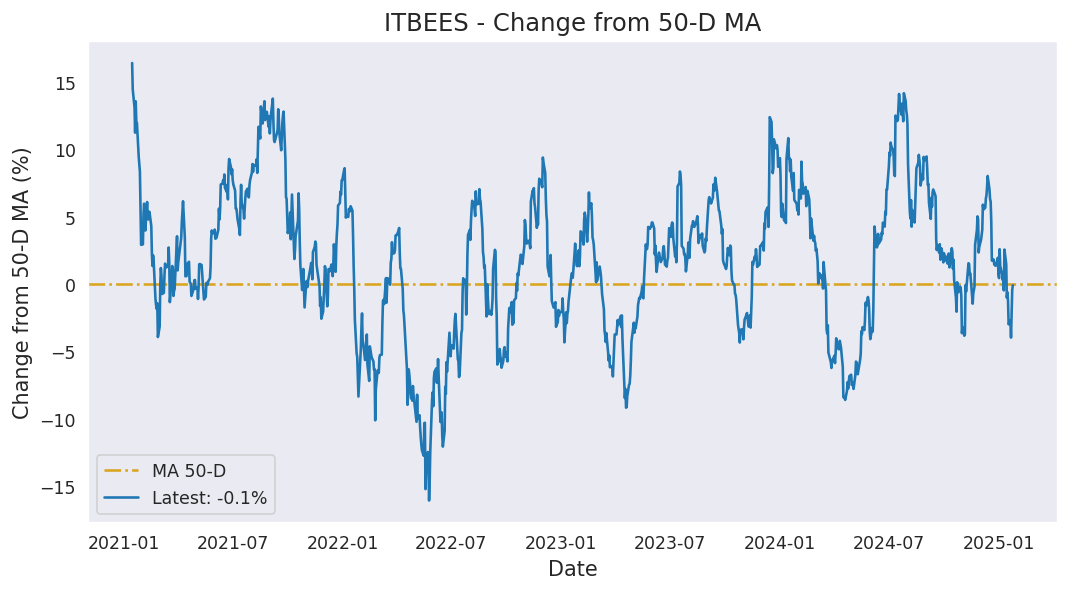 ITBEES - Change from 50-D MA
Change from 50-D MA (%)
15
10
5
0
−5
−10
−15
MA 50-D
Latest: -0.1%
2021-01 2021-07 2022-01 2022-07 2023-01 2023-07 2024-01 2024-07 2025-01
Date